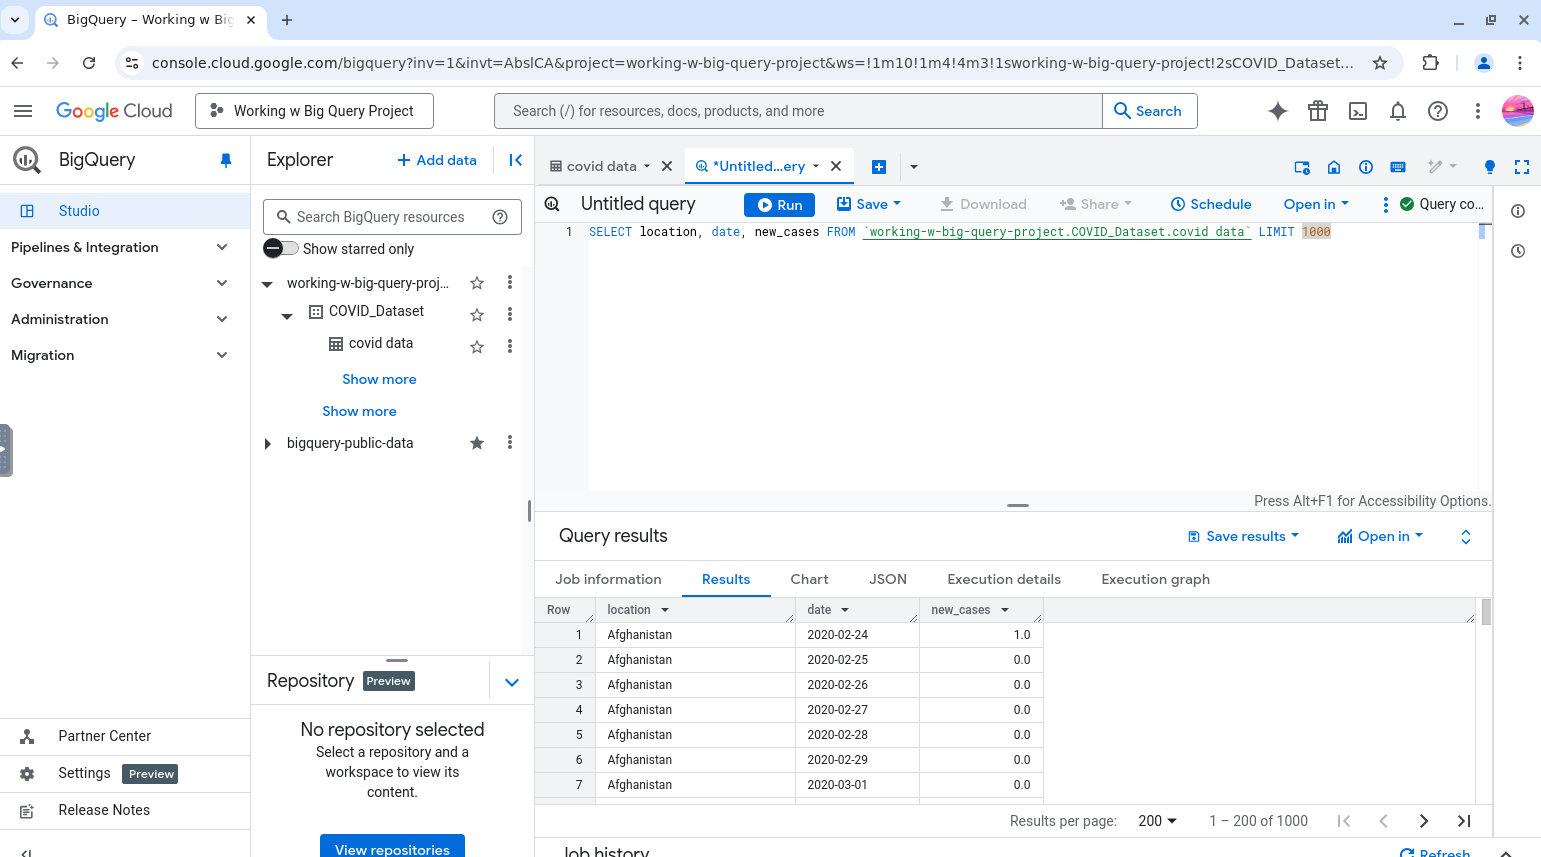 BigQuery – Working w Big
console.cloud.google.com/bigquery?inv=1&invt=AbslCA&project=working-w-big-query-project&ws=!1m10!1m4!4m3!1sworking-w-big-query-project!2sCOVID_Dataset...
Google Cloud
Working w Big Query Project
Search (/) for resources, docs, products, and more
Search
BigQuery
Studio
Pipelines & Integration
Governance
Administration
Migration
Partner Center
Settings Preview
Release Notes
Explorer
+ Add data
Search BigQuery resources
Show starred only
working-w-big-query-proj...
COVID_Dataset
covid data
Show more
Show more
bigquery-public-data
Repository Preview
No repository selected
Select a repository and a
workspace to view its
content.
View repositories
covid data
*Untitled...ery
Untitled query
Run
Save
Download
Share
Schedule
Open in
Query co...
1 SELECT location, date, new_cases FROM `working-w-big-query-project.COVID_Dataset.covid data` LIMIT 1000
Press Alt+F1 for Accessibility Options.
Query results
Save results
Open in
Job information Results Chart JSON Execution details Execution graph
Row location date new_cases
1 Afghanistan 2020-02-24 1.0
2 Afghanistan 2020-02-25 0.0
3 Afghanistan 2020-02-26 0.0
4 Afghanistan 2020-02-27 0.0
5 Afghanistan 2020-02-28 0.0
6 Afghanistan 2020-02-29 0.0
7 Afghanistan 2020-03-01 0.0
Results per page: 200 1 – 200 of 1000
Job history
Refresh